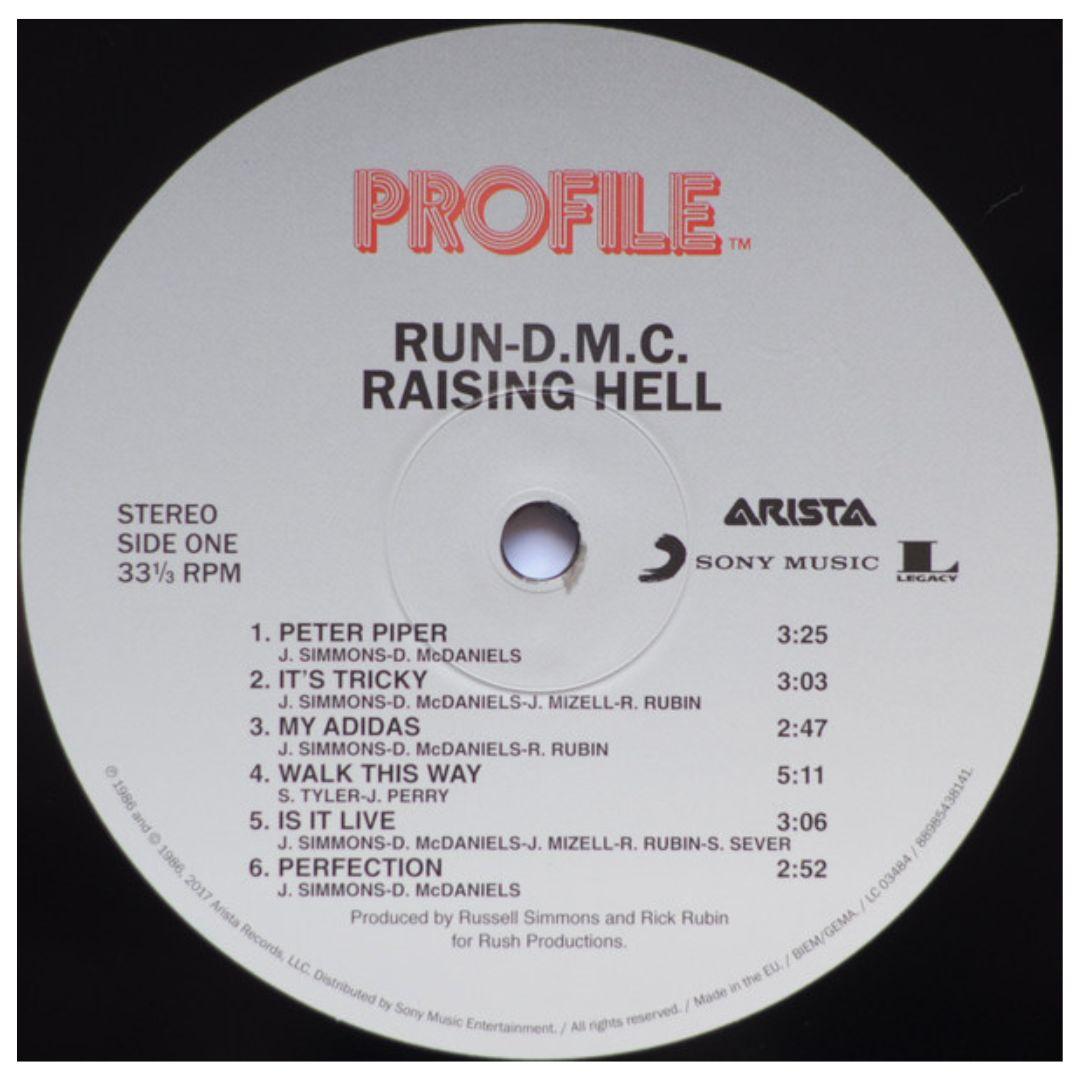 PROFILE™
RUN-D.M.C.
RAISING HELL
STEREO
SIDE ONE
33⅓ RPM
ARISTA
SONY MUSIC
L
LEGACY
1. PETER PIPER 3:25
J. SIMMONS-D. McDANIELS
2. IT'S TRICKY 3:03
J. SIMMONS-D. McDANIELS-J. MIZELL-R. RUBIN
3. MY ADIDAS 2:47
J. SIMMONS-D. McDANIELS-R. RUBIN
4. WALK THIS WAY 5:11
S. TYLER-J. PERRY
5. IS IT LIVE 3:06
J. SIMMONS-D. McDANIELS-J. MIZELL-R. RUBIN-S. SEVER
6. PERFECTION 2:52
J. SIMMONS-D. McDANIELS
Produced by Russell Simmons and Rick Rubin
for Rush Productions.
℗ 1986 and © 1986, 2017 Arista Records, LLC. Distributed by Sony Music Entertainment. / All rights reserved. / Made in the EU. / BIEM/GEMA. / LC 03484 / 88985438141.